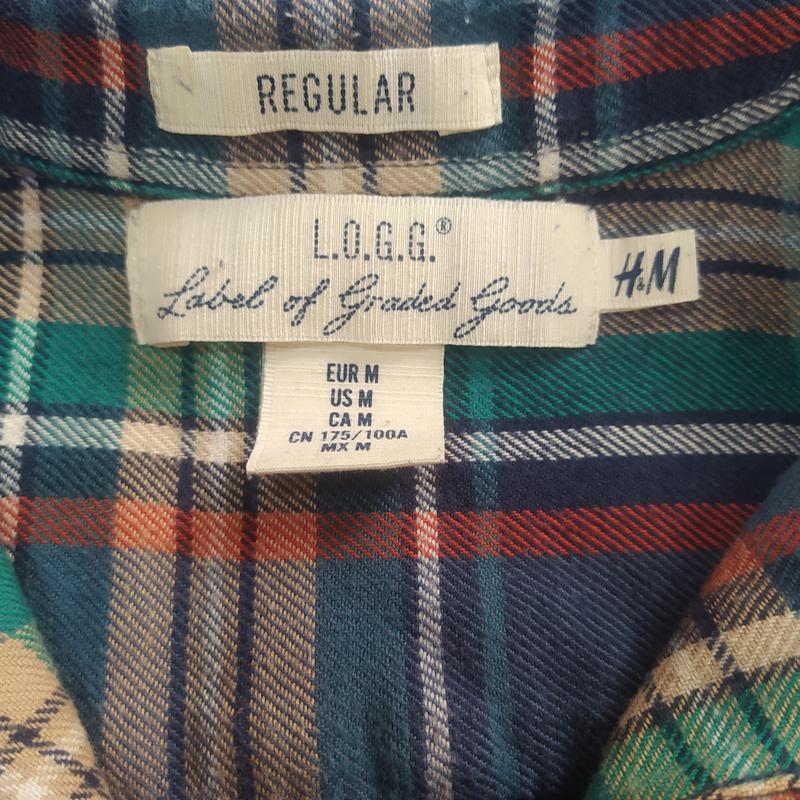 REGULAR
L.O.G.G.®
Label of Graded Goods
H&M
EUR M
US M
CA M
CN 175/100A
MX M